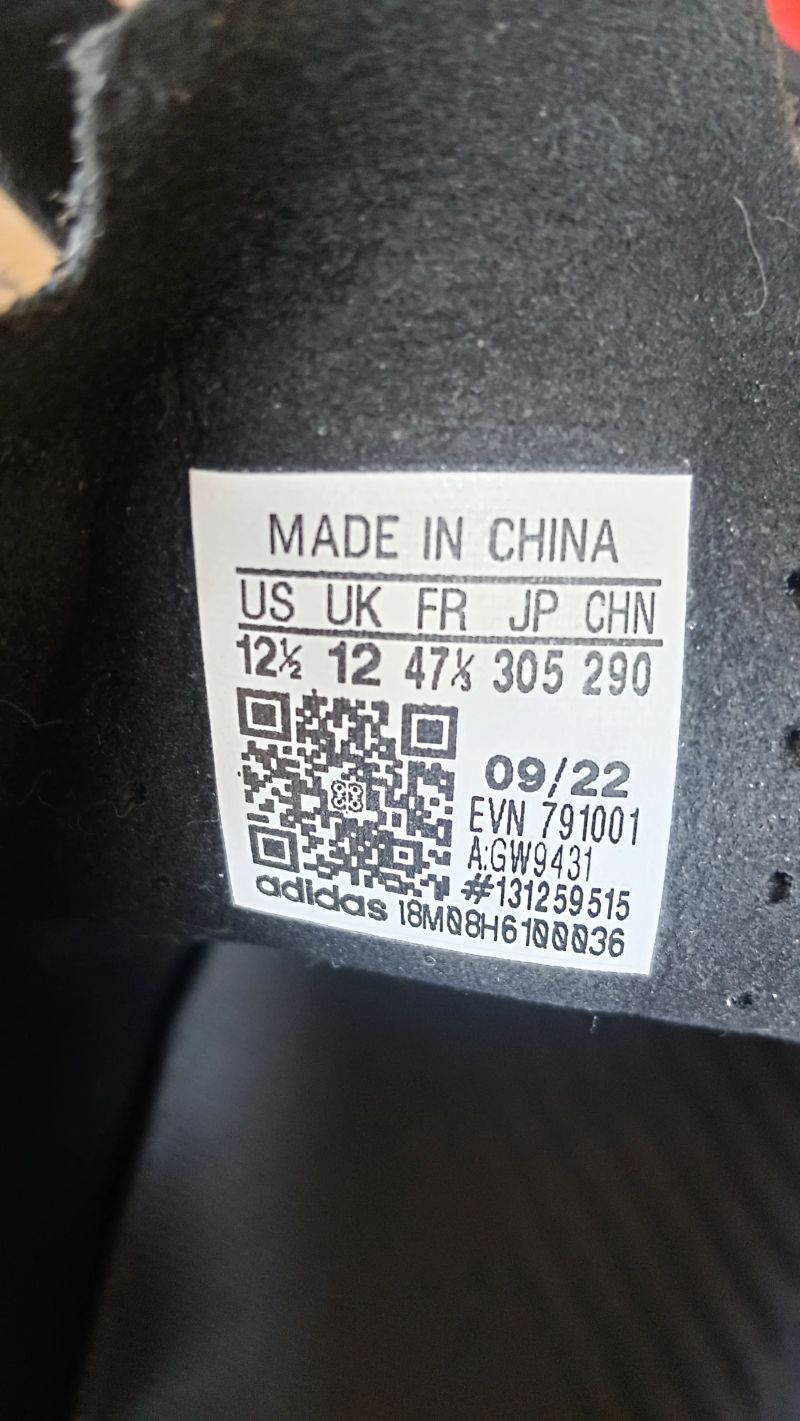 MADE IN CHINA
US UK FR JP CHN
12½ 12 47⅓ 305 290
09/22
EVN 791001
A:GW9431
#131259515
adidas 18M08H6100036